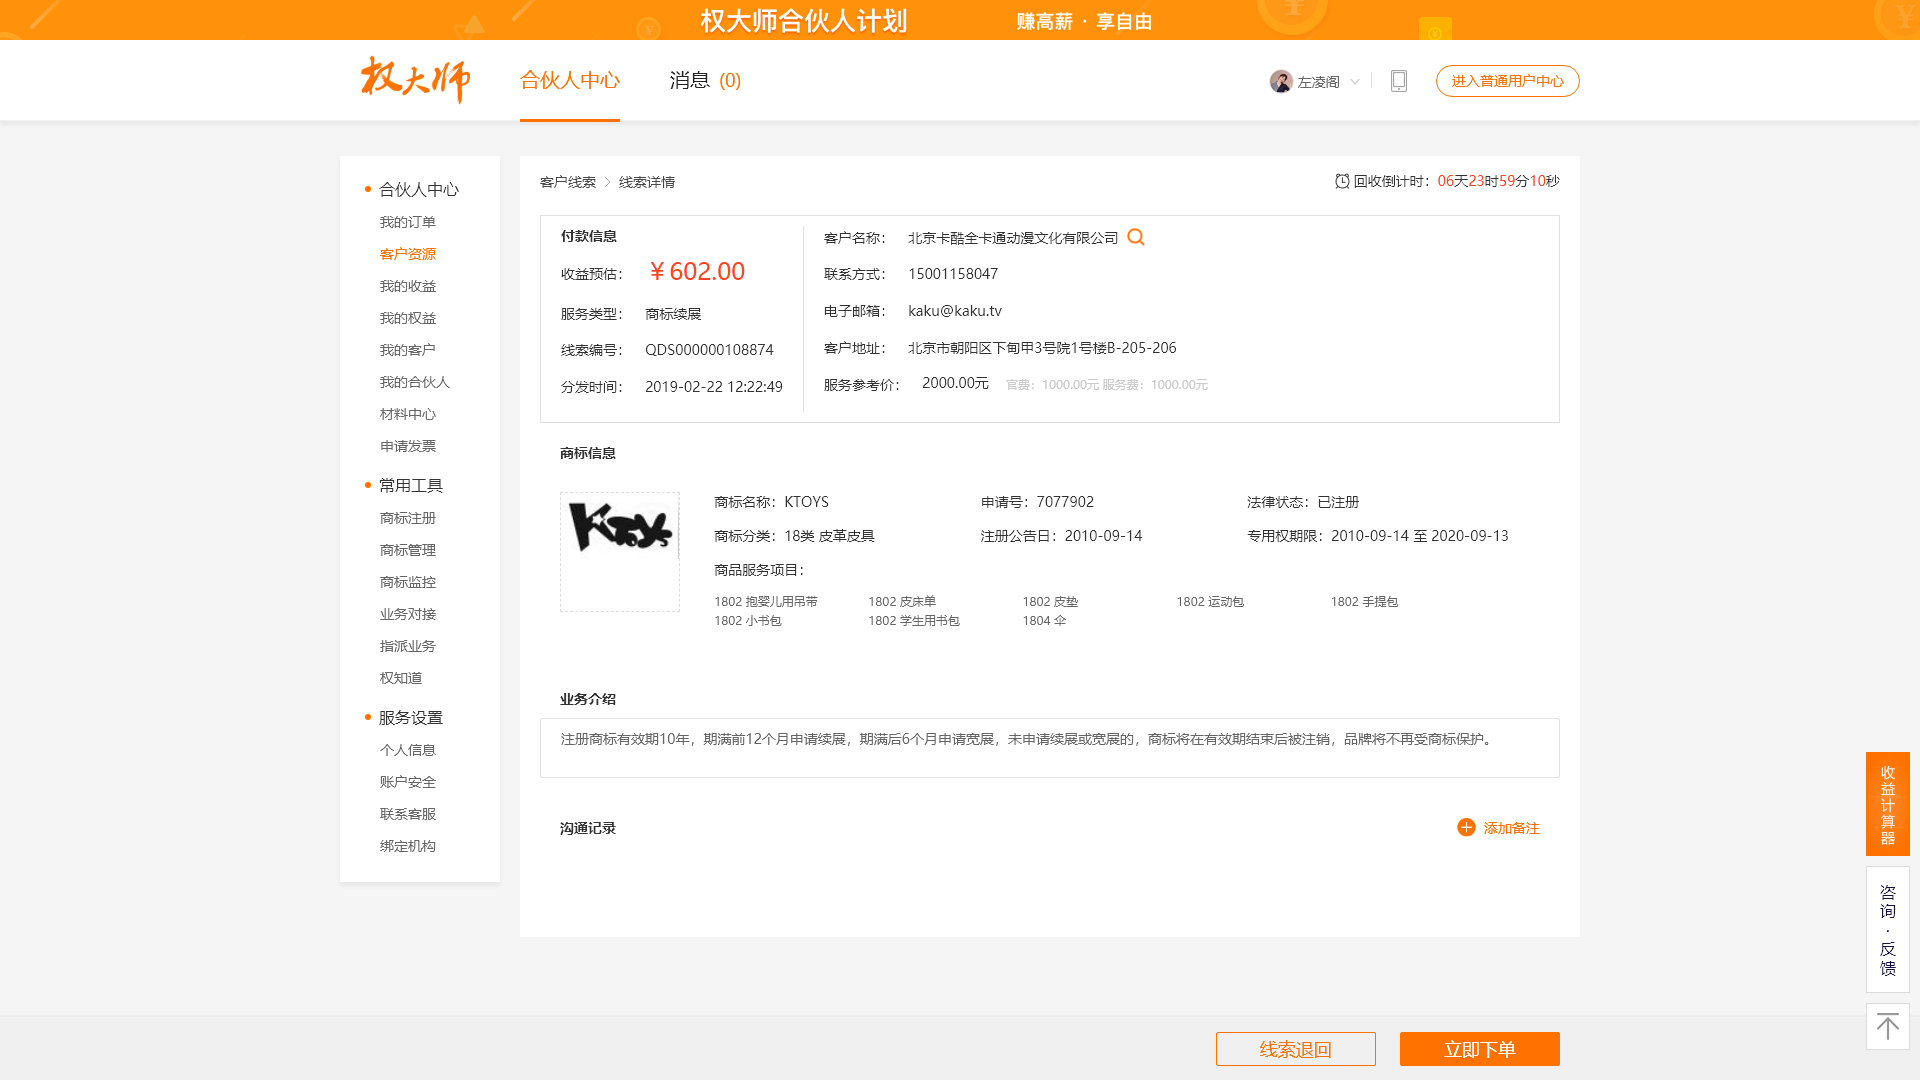 权大师合伙人计划 赚高薪 · 享自由
权大师 合伙人中心 消息 (0) 左凌阁 进入普通用户中心
合伙人中心
我的订单
客户资源
我的收益
我的权益
我的客户
我的合伙人
材料中心
申请发票
常用工具
商标注册
商标管理
商标监控
业务对接
指派业务
权知道
服务设置
个人信息
账户安全
联系客服
绑定机构
客户线索 > 线索详情 回收倒计时：06天23时59分10秒
付款信息
收益预估： ¥ 602.00
服务类型： 商标续展
线索编号： QDS000000108874
分发时间： 2019-02-22 12:22:49
客户名称： 北京卡酷全卡通动漫文化有限公司
联系方式： 15001158047
电子邮箱： kaku@kaku.tv
客户地址： 北京市朝阳区下甸甲3号院1号楼B-205-206
服务参考价： 2000.00元 官费：1000.00元 服务费：1000.00元
商标信息
Ktoys
商标名称：KTOYS 申请号：7077902 法律状态：已注册
商标分类：18类 皮革皮具 注册公告日：2010-09-14 专用权期限：2010-09-14 至 2020-09-13
商品服务项目：
1802 抱婴儿用吊带 1802 皮床单 1802 皮垫 1802 运动包 1802 手提包
1802 小书包 1802 学生用书包 1804 伞
业务介绍
注册商标有效期10年，期满前12个月申请续展，期满后6个月申请宽展，未申请续展或宽展的，商标将在有效期结束后被注销，品牌将不再受商标保护。
沟通记录 添加备注
收益计算器
咨询·反馈
线索退回 立即下单